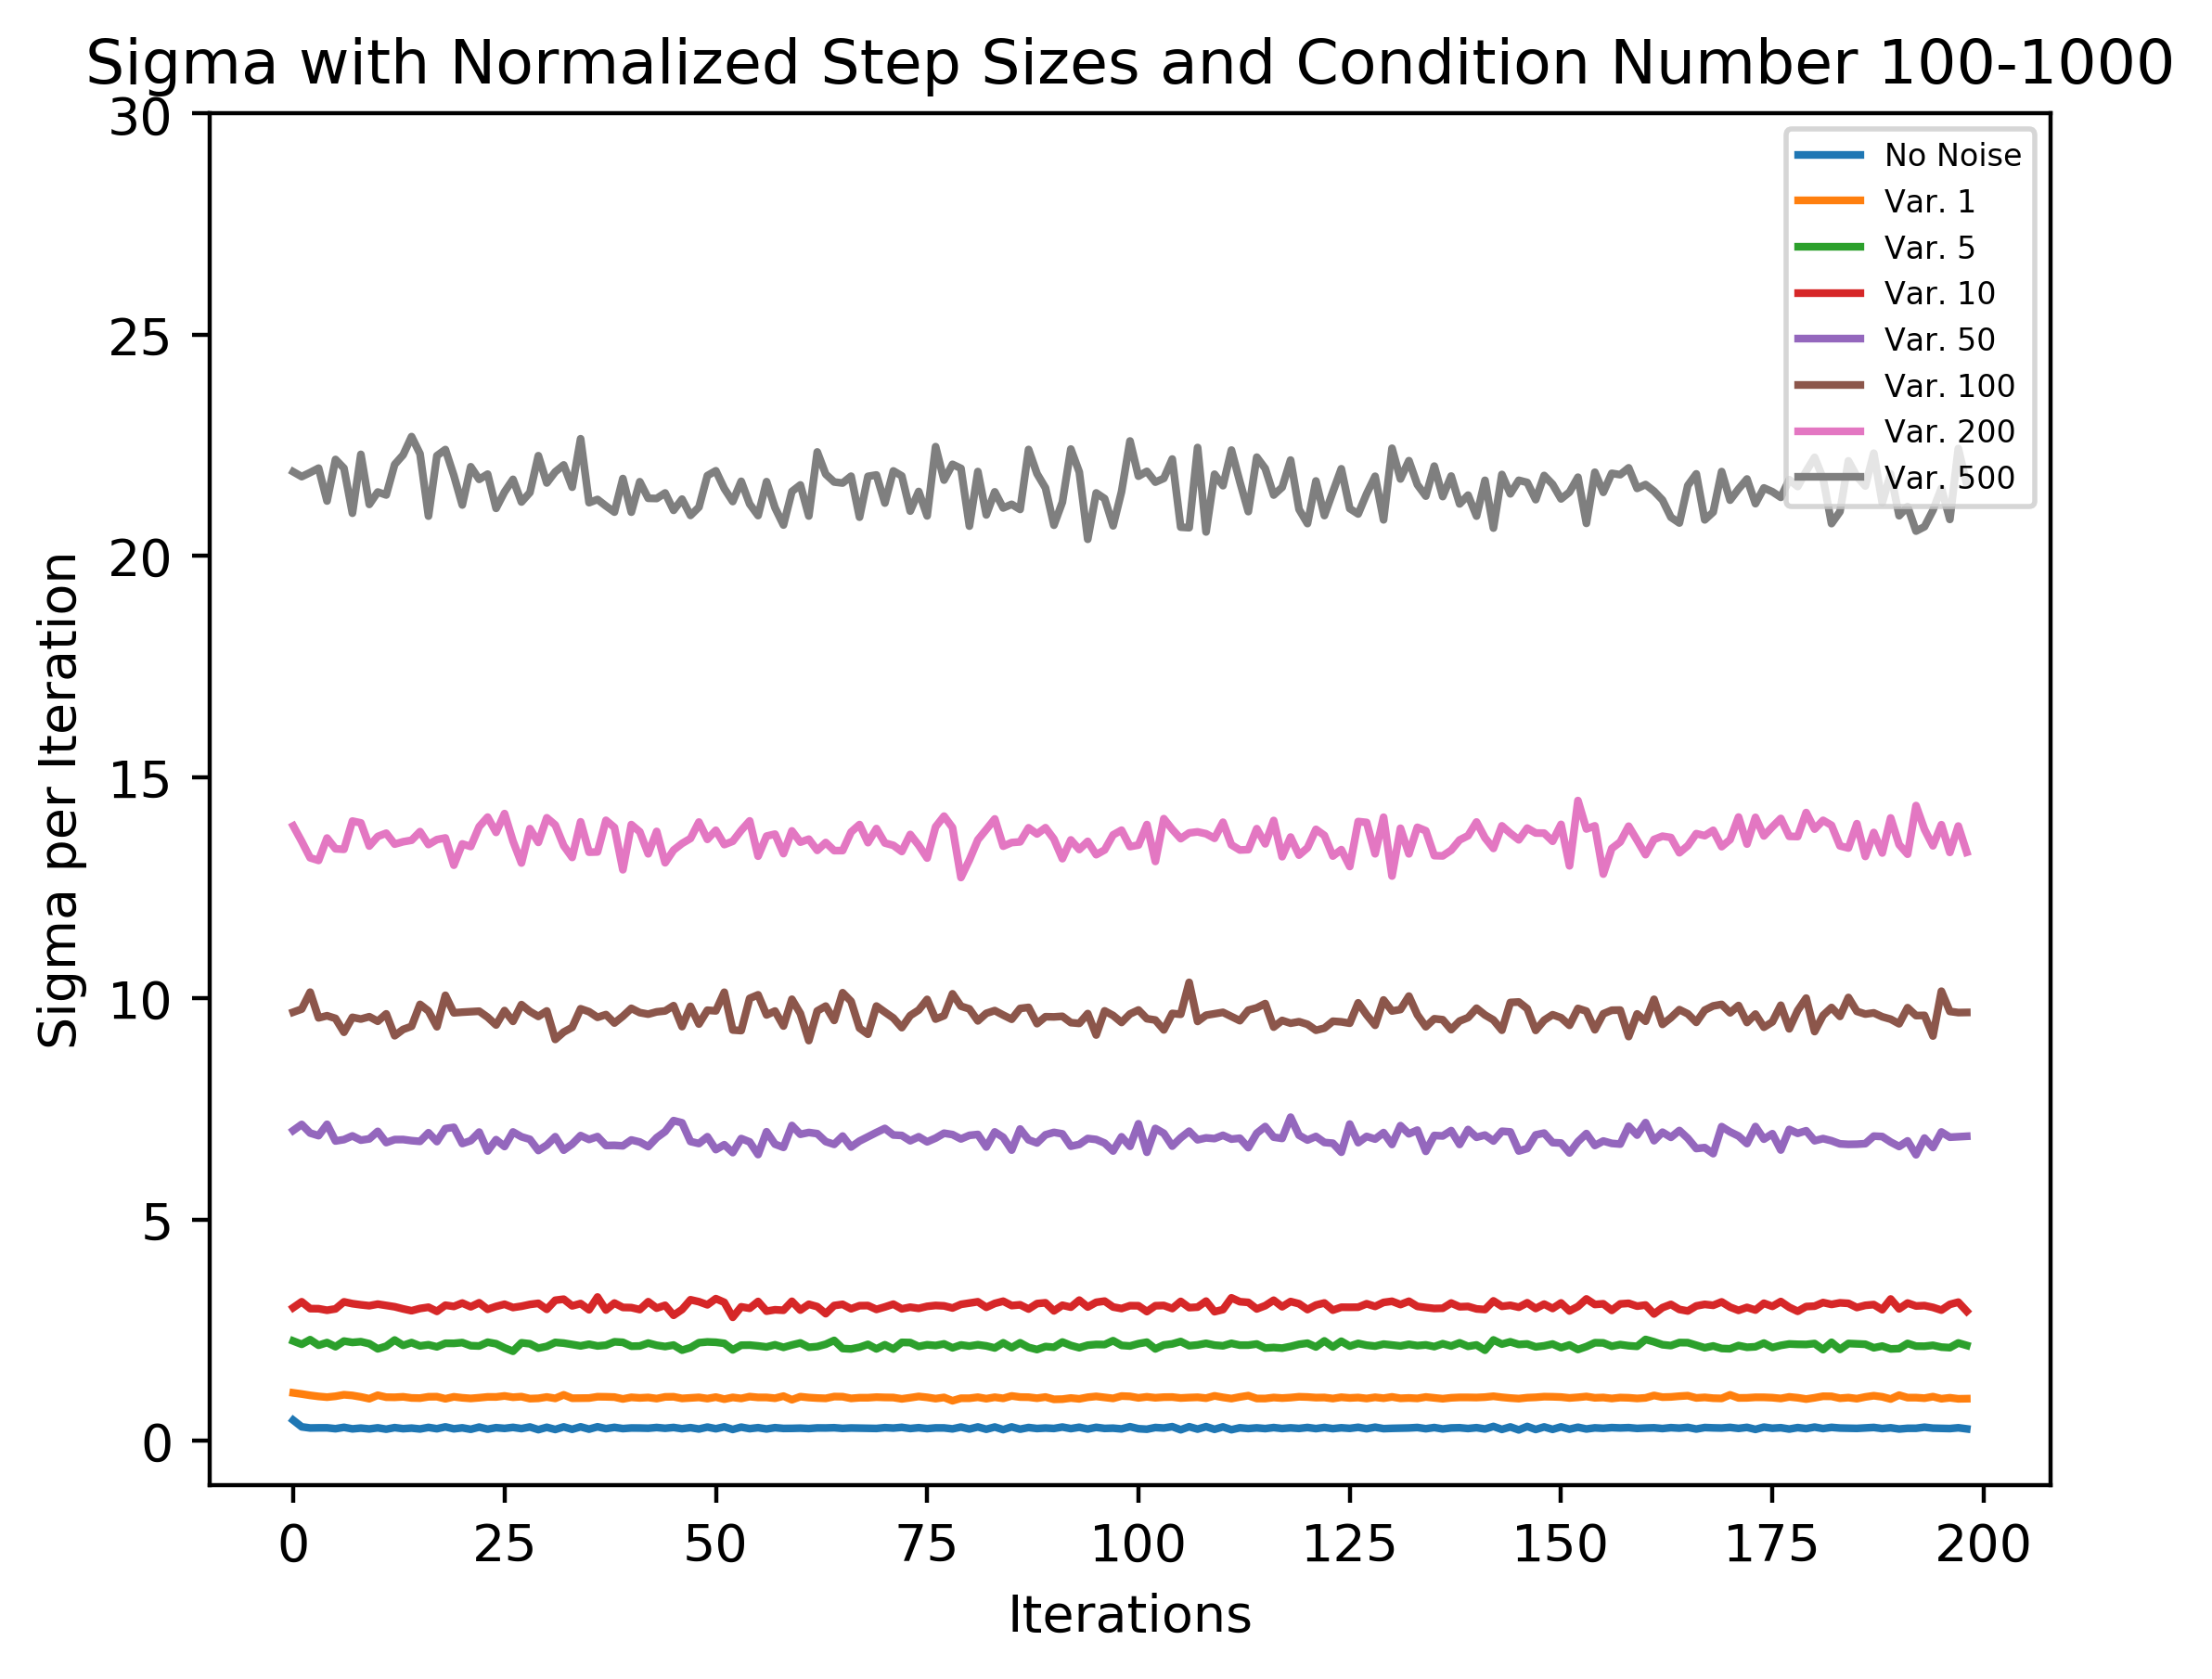 Sigma with Normalized Step Sizes and Condition Number 100-1000
30
25
20
15
10
5
0
Sigma per Iteration
No Noise
Var. 1
Var. 5
Var. 10
Var. 50
Var. 100
Var. 200
Var. 500
0 25 50 75 100 125 150 175 200
Iterations